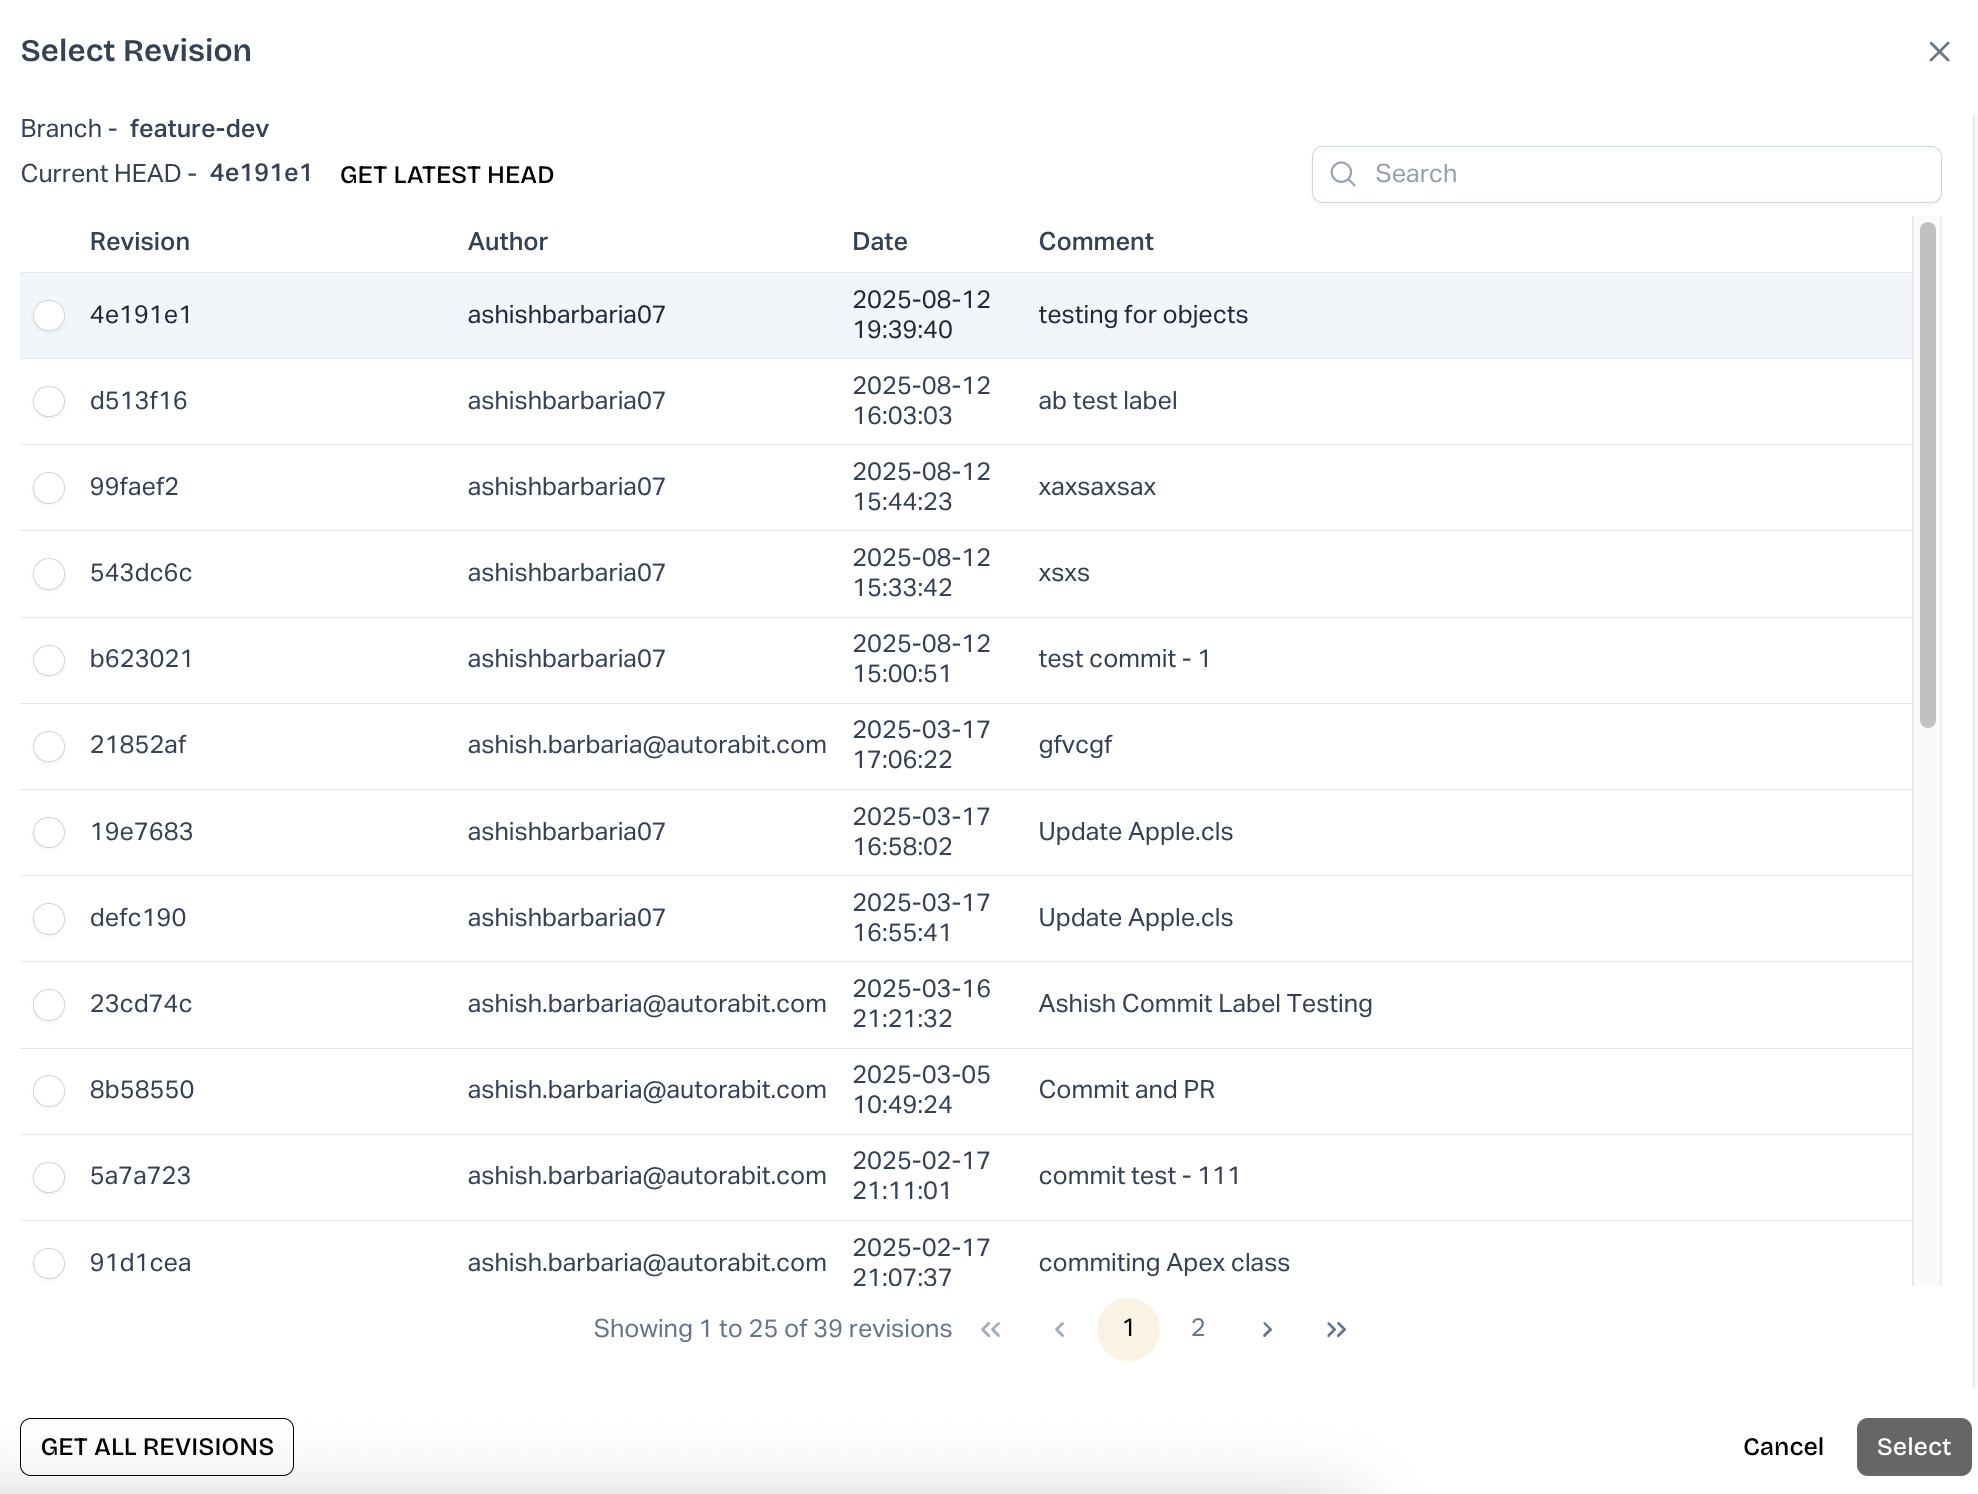 Select Revision
Branch - feature-dev
Current HEAD - 4e191e1 GET LATEST HEAD
Search
Revision Author Date Comment
4e191e1 ashishbarbaria07 2025-08-12 19:39:40 testing for objects
d513f16 ashishbarbaria07 2025-08-12 16:03:03 ab test label
99faef2 ashishbarbaria07 2025-08-12 15:44:23 xaxsaxsax
543dc6c ashishbarbaria07 2025-08-12 15:33:42 xsxs
b623021 ashishbarbaria07 2025-08-12 15:00:51 test commit - 1
21852af ashish.barbaria@autorabit.com 2025-03-17 17:06:22 gfvcgf
19e7683 ashishbarbaria07 2025-03-17 16:58:02 Update Apple.cls
defc190 ashishbarbaria07 2025-03-17 16:55:41 Update Apple.cls
23cd74c ashish.barbaria@autorabit.com 2025-03-16 21:21:32 Ashish Commit Label Testing
8b58550 ashish.barbaria@autorabit.com 2025-03-05 10:49:24 Commit and PR
5a7a723 ashish.barbaria@autorabit.com 2025-02-17 21:11:01 commit test - 111
91d1cea ashish.barbaria@autorabit.com 2025-02-17 21:07:37 commiting Apex class
Showing 1 to 25 of 39 revisions « ‹ 1 2 › »
GET ALL REVISIONS Cancel Select